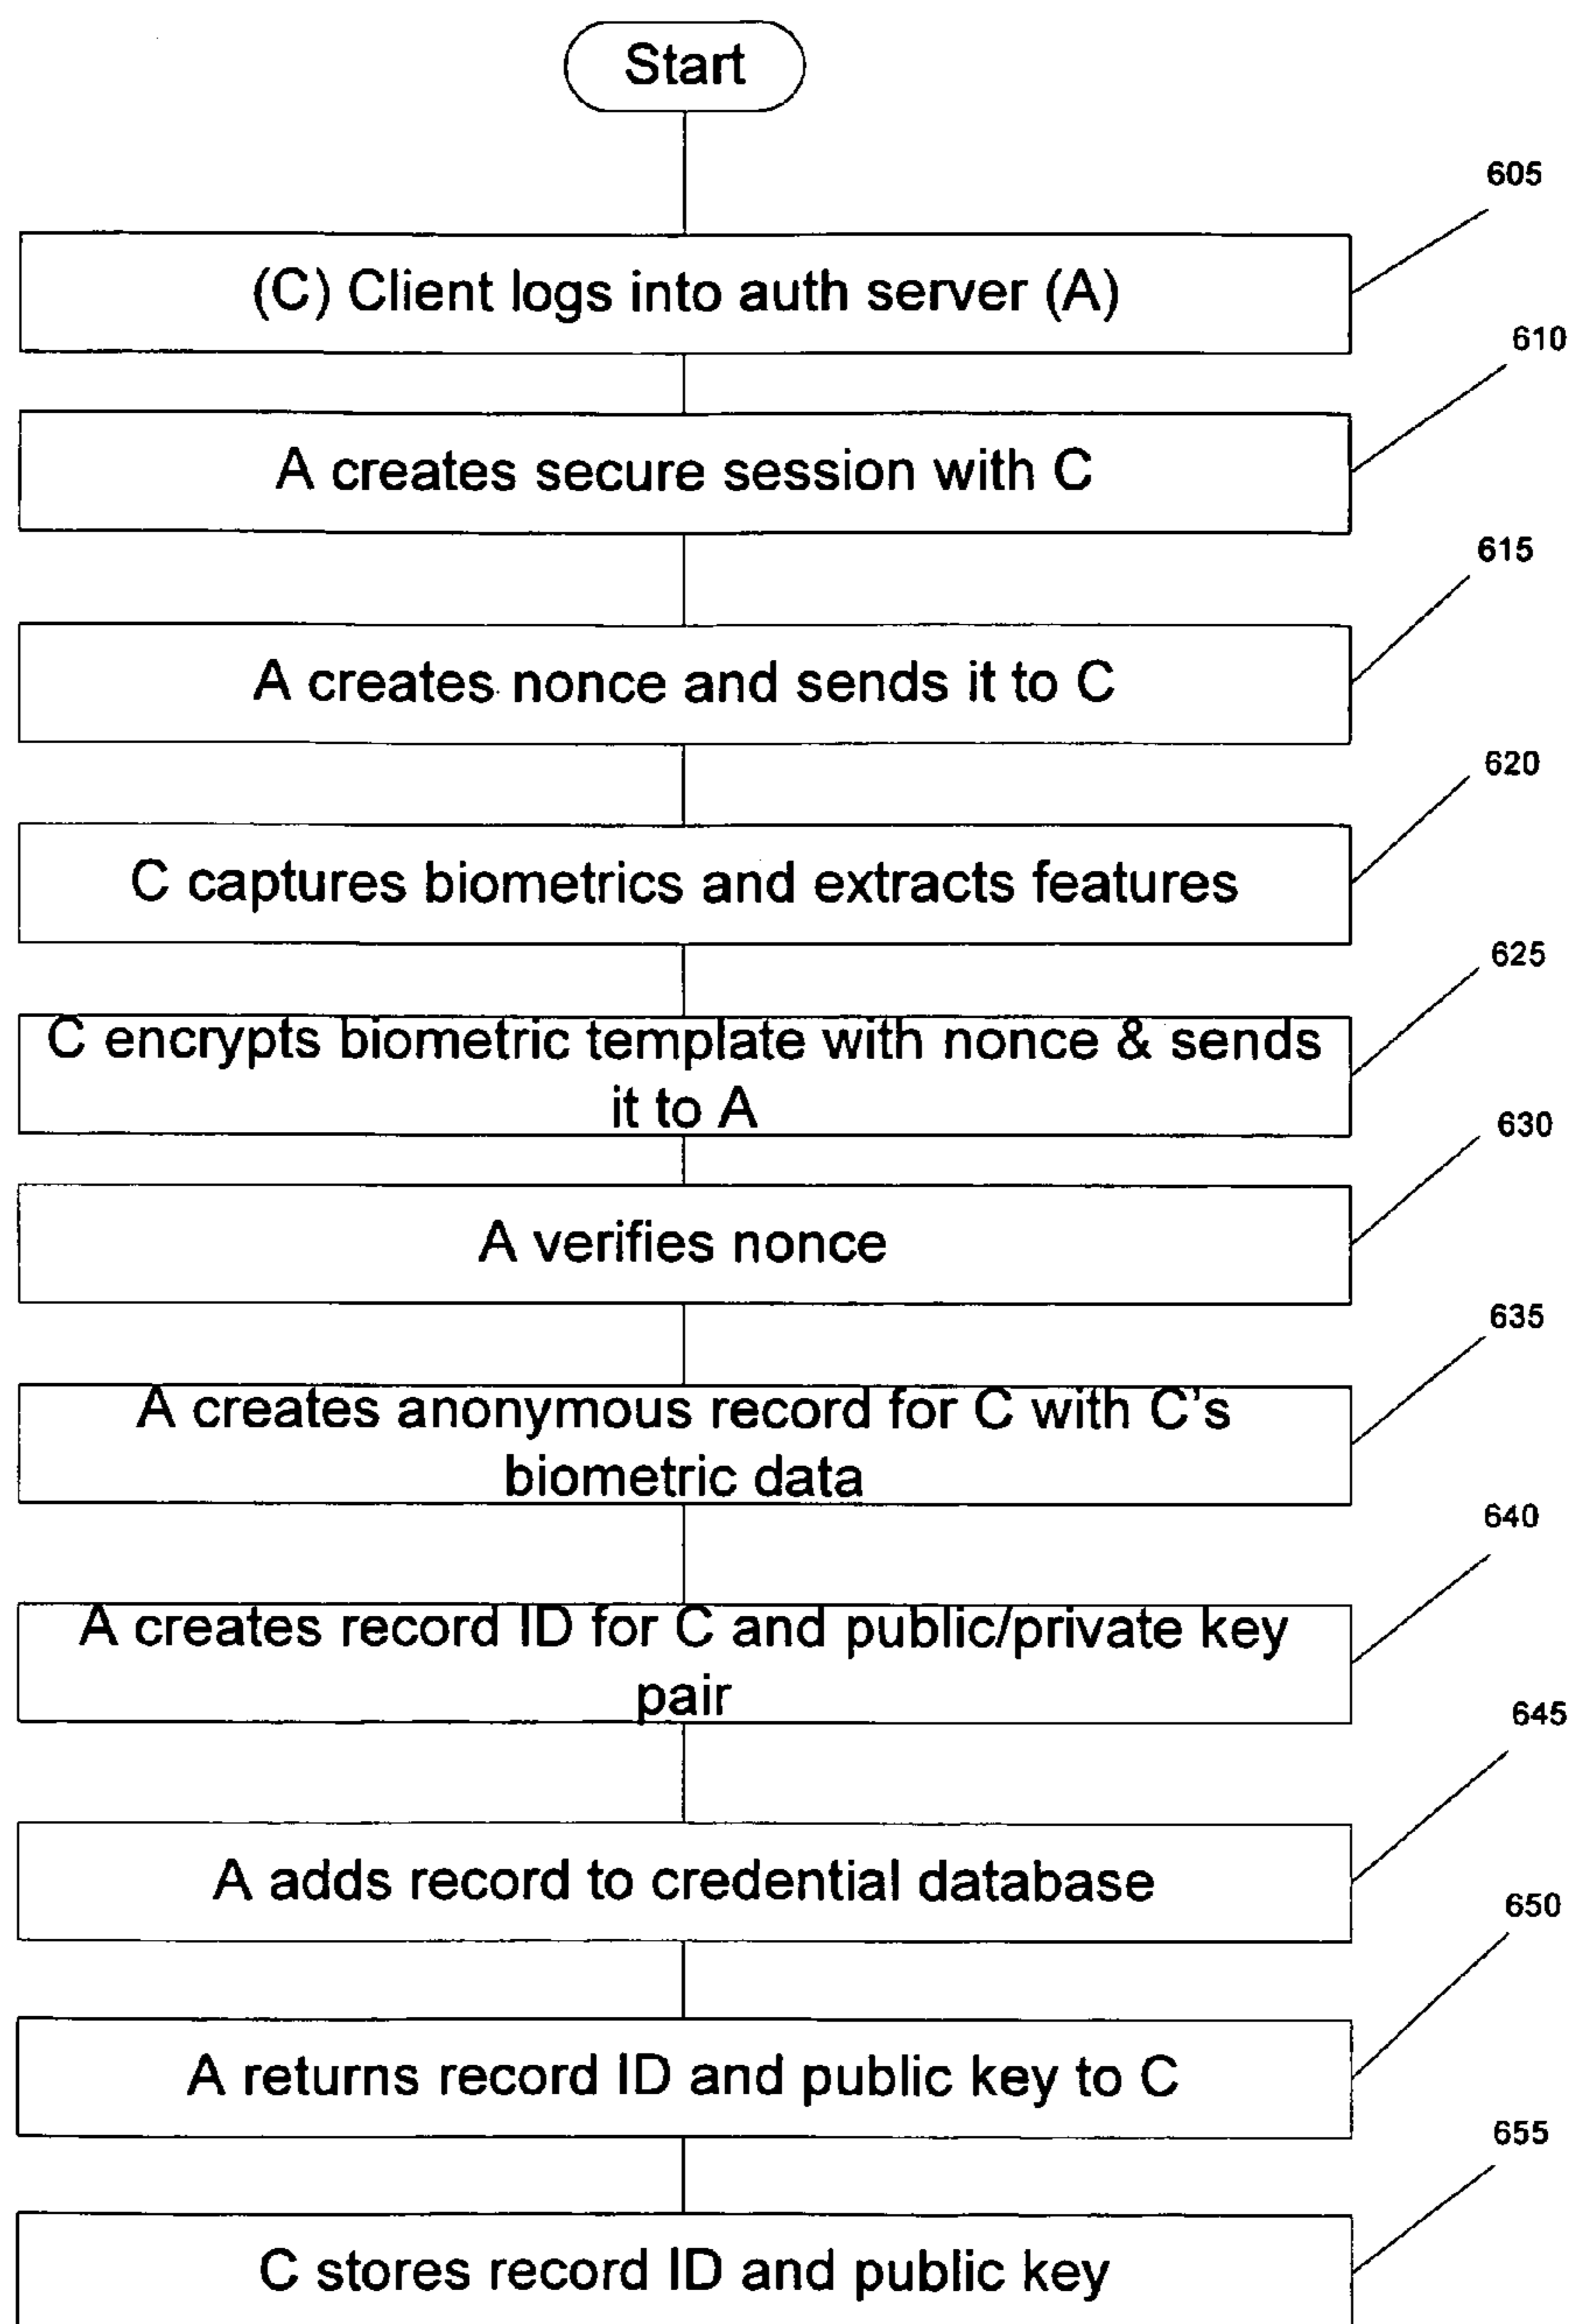 Start
605
(C) Client logs into auth server (A)
610
A creates secure session with C
615
A creates nonce and sends it to C
620
C captures biometrics and extracts features
625
C encrypts biometric template with nonce & sends
it to A
630
A verifies nonce
635
A creates anonymous record for C with C's
biometric data
640
A creates record ID for C and public/private key
pair
645
A adds record to credential database
650
A returns record ID and public key to C
655
C stores record ID and public key